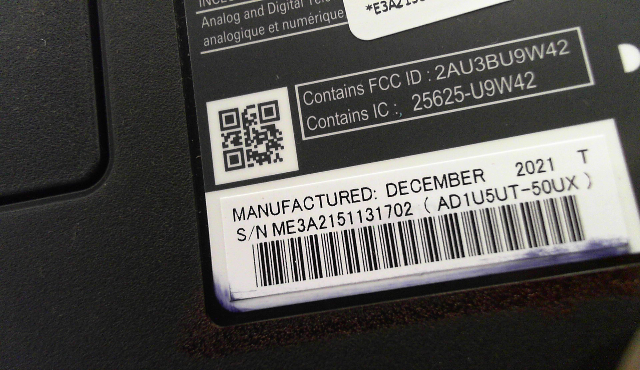 Analog and Digital
analogique et numérique
Contains FCC ID : 2AU3BU9W42
Contains IC : 25625-U9W42
MANUFACTURED: DECEMBER 2021 T
S/N ME3A2151131702 ( AD1U5UT-50UX )